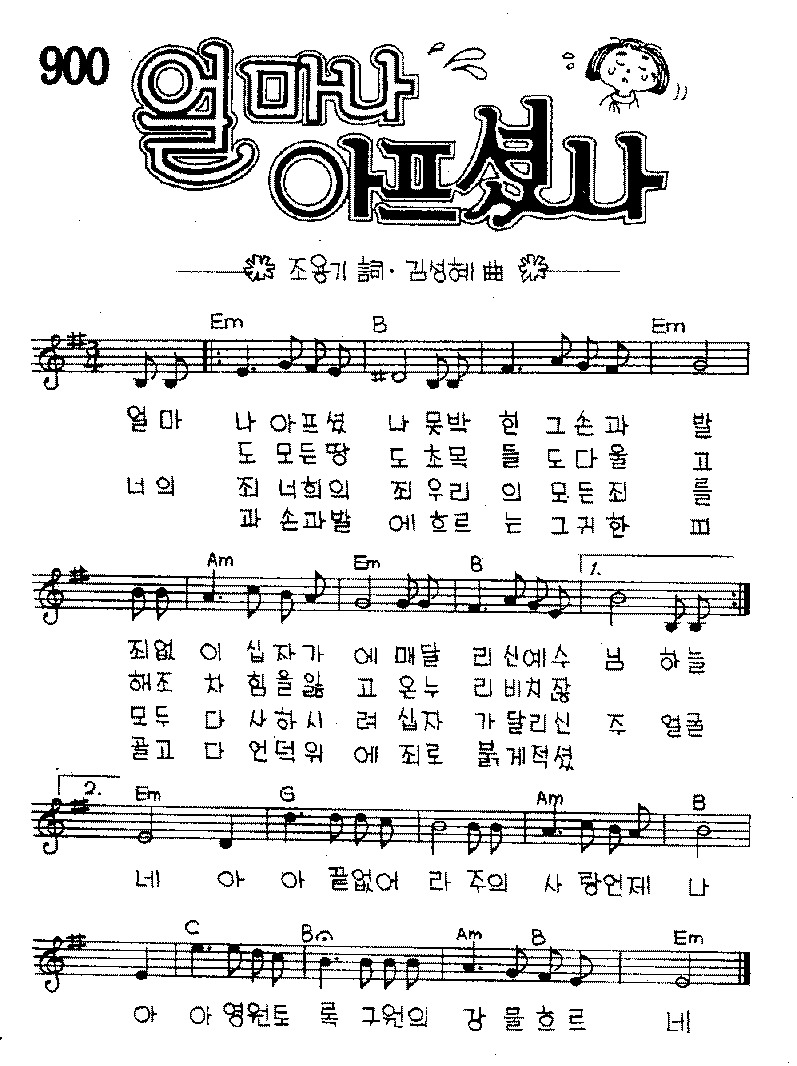 900
얼마나
아프셨나
조용기 詞 · 김성혜 曲
Em B Em
얼마 나 아프셨 나 못박 힌 그손과 발
도 모든땅 도 초목 들 도다울 고
너의 죄 너희의 죄 우리 의 모든죄 를
과 손과발 에 흐르 는 그귀한 피
Am Em B 1.
죄없 이 십자가 에 매달 리신예수 님 하늘
해조 차 힘을잃 고 온누 리비치잖
모두 다 사하시 려 십자 가달리신 주 얼굴
골고 다 언덕위 에 죄로 붉게적셨
2. Em G Am B
네 아 아 끝없어 라 주의 사랑언제 나
C B Am B Em
아 아 영원토 록 구원의 강물흐르 네